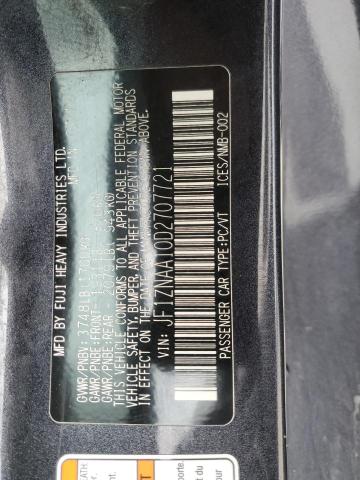 MFD BY FUJI HEAVY INDUSTRIES LTD.
GVWR/PNBV: 3748LB
GAWR/PNBE:FRONT-
GAWR/PNBE:REAR- 2079LB 943KG
THIS VEHICLE CONFORMS TO ALL APPLICABLE FEDERAL MOTOR
VEHICLE SAFETY, BUMPER, AND THEFT PREVENTION STANDARDS
IN EFFECT ON THE DATE OF ABOVE.
VIN: JF1ZNAA10D2707721
PASSENGER CAR TYPE:PC/VT ICES/NMB-002